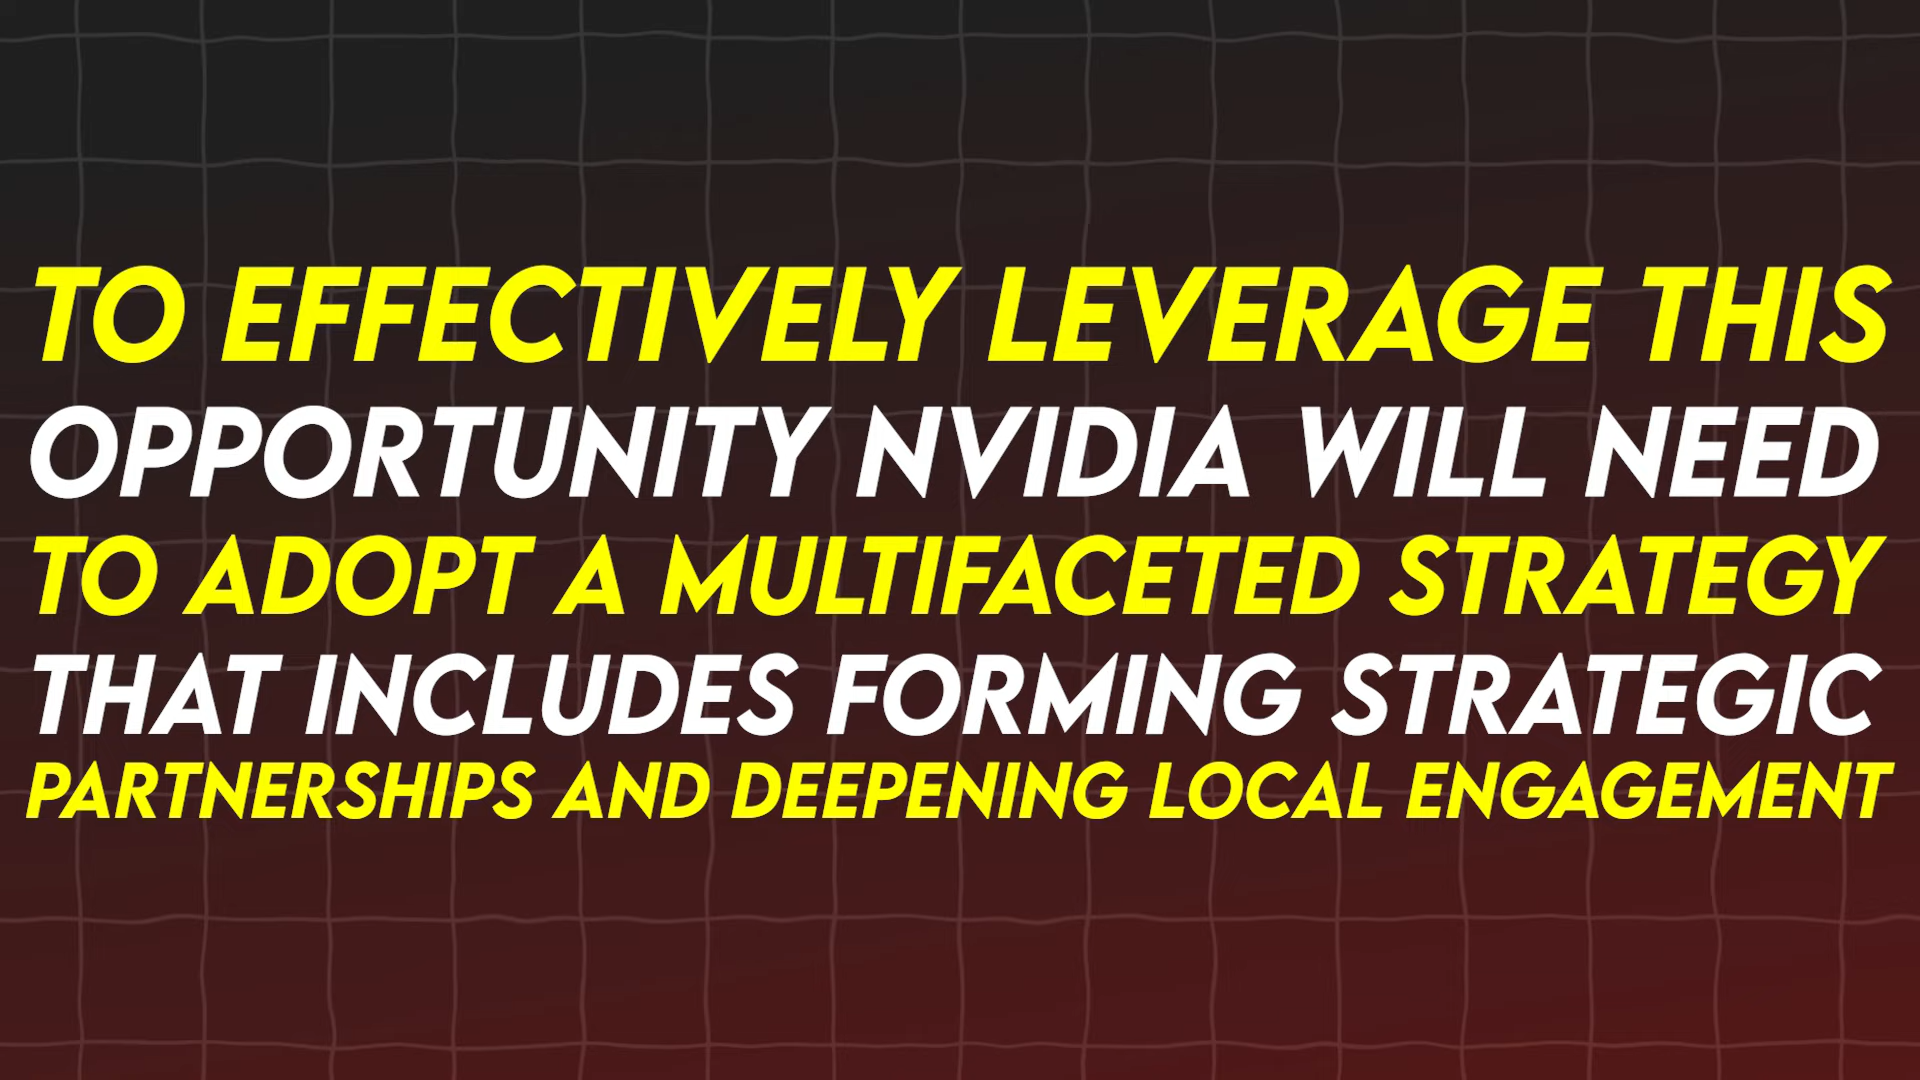 TO EFFECTIVELY LEVERAGE THIS
OPPORTUNITY NVIDIA WILL NEED
TO ADOPT A MULTIFACETED STRATEGY
THAT INCLUDES FORMING STRATEGIC
PARTNERSHIPS AND DEEPENING LOCAL ENGAGEMENT